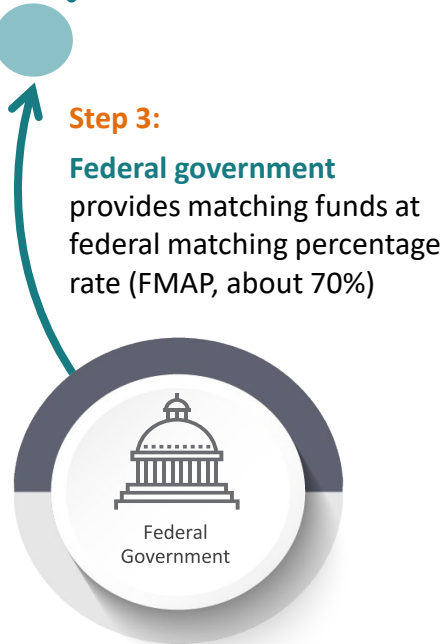 Step 3:
Federal government
provides matching funds at
federal matching percentage
rate (FMAP, about 70%)
Federal
Government